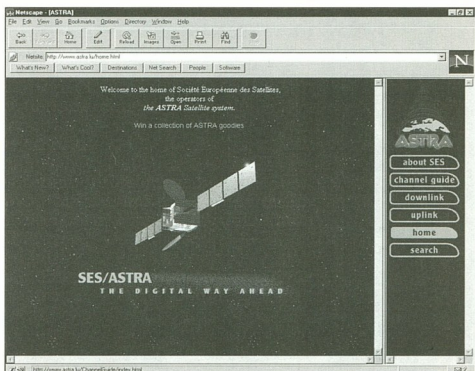 Netscape - [ASTRA]
File Edit View Go Bookmarks Options Directory Window Help
Back Home Edit Reload Images Open Print Find
Netsite: http://www.astra.lu/home.html
What's New? What's Cool? Destinations Net Search People Software
N
Welcome to the home of Société Européenne des Satellites,
the operators of
the ASTRA Satellite system.
Win a collection of ASTRA goodies
SES/ASTRA
THE DIGITAL WAY AHEAD
ASTRA
about SES
channel guide
downlink
uplink
home
search
http://www.astra.lu/ChannelGuide/index.html